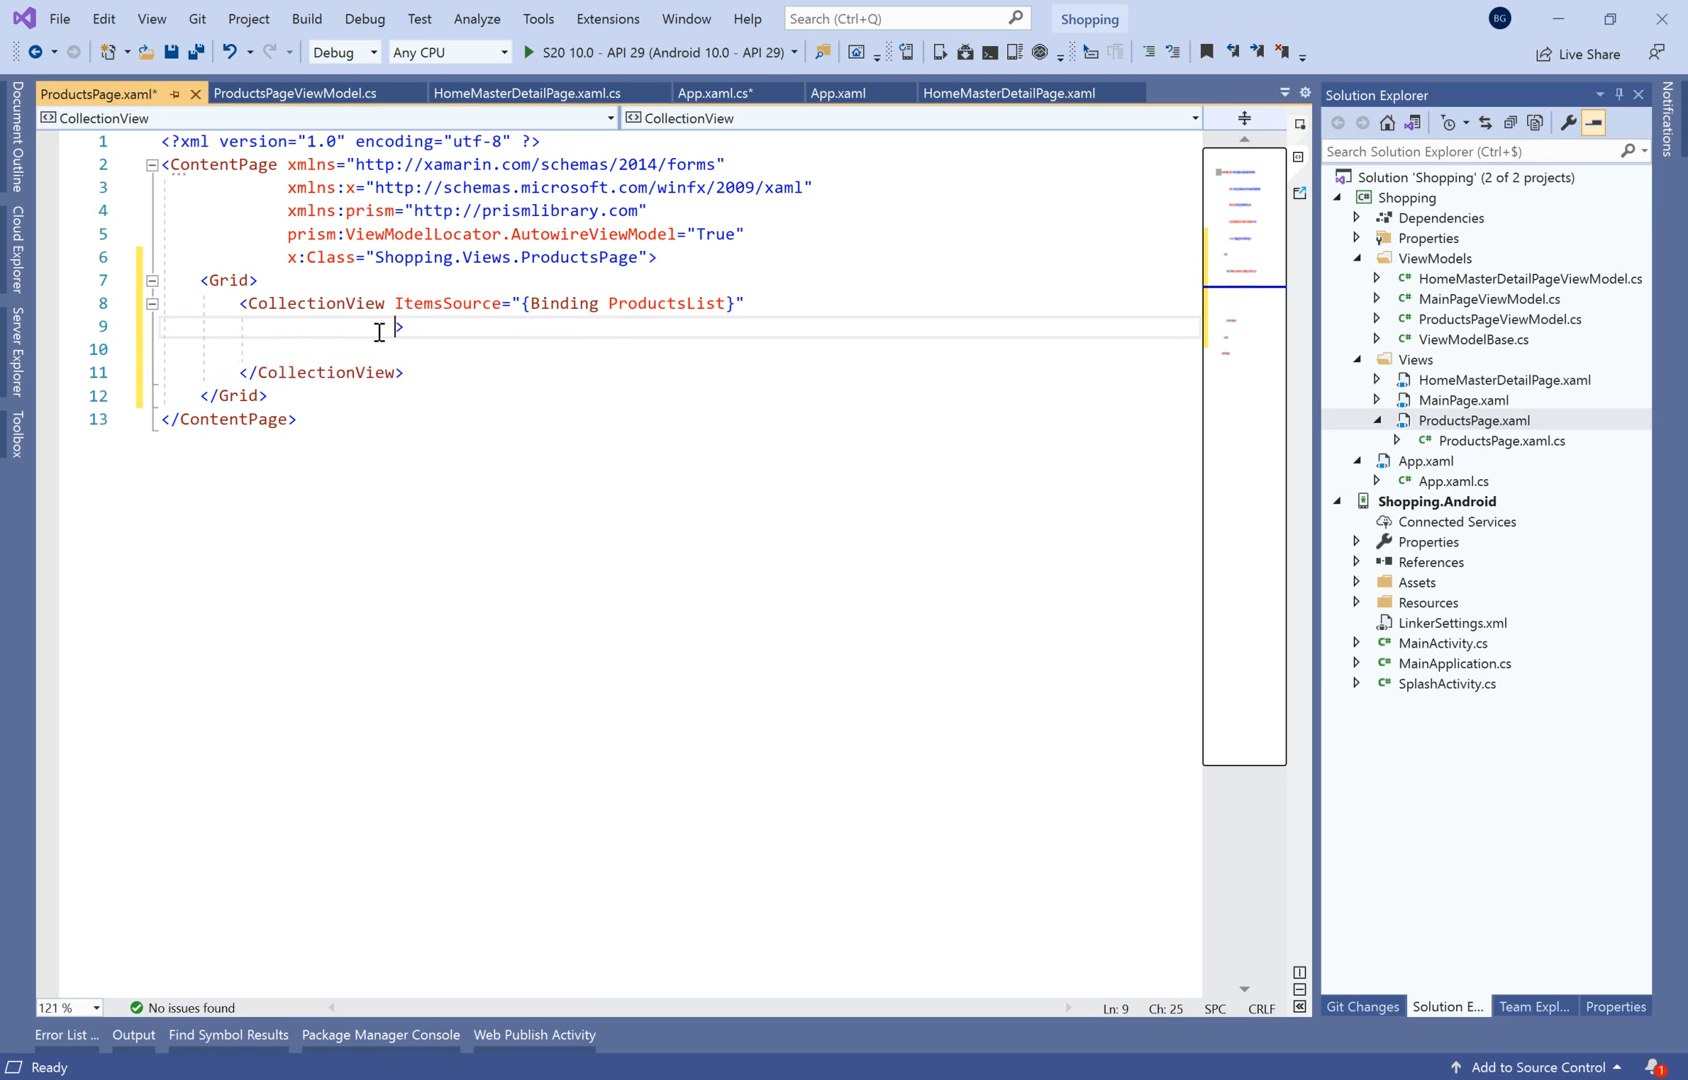 File Edit View Git Project Build Debug Test Analyze Tools Extensions Window Help Search (Ctrl+Q) Shopping BG
Debug Any CPU S20 10.0 - API 29 (Android 10.0 - API 29) Live Share
ProductsPage.xaml* ProductsPageViewModel.cs HomeMasterDetailPage.xaml.cs App.xaml.cs* App.xaml HomeMasterDetailPage.xaml
CollectionView CollectionView
1 <?xml version="1.0" encoding="utf-8" ?>
2 <ContentPage xmlns="http://xamarin.com/schemas/2014/forms"
3 xmlns:x="http://schemas.microsoft.com/winfx/2009/xaml"
4 xmlns:prism="http://prismlibrary.com"
5 prism:ViewModelLocator.AutowireViewModel="True"
6 x:Class="Shopping.Views.ProductsPage">
7 <Grid>
8 <CollectionView ItemsSource="{Binding ProductsList}"
9 >
10
11 </CollectionView>
12 </Grid>
13 </ContentPage>
Document Outline
Cloud Explorer
Server Explorer
Toolbox
Solution Explorer
Search Solution Explorer (Ctrl+$)
Solution 'Shopping' (2 of 2 projects)
C# Shopping
Dependencies
Properties
ViewModels
C# HomeMasterDetailPageViewModel.cs
C# MainPageViewModel.cs
C# ProductsPageViewModel.cs
C# ViewModelBase.cs
Views
HomeMasterDetailPage.xaml
MainPage.xaml
ProductsPage.xaml
C# ProductsPage.xaml.cs
App.xaml
C# App.xaml.cs
Shopping.Android
Connected Services
Properties
References
Assets
Resources
LinkerSettings.xml
C# MainActivity.cs
C# MainApplication.cs
C# SplashActivity.cs
Notifications
121 % No issues found Ln: 9 Ch: 25 SPC CRLF
Git Changes Solution E... Team Expl... Properties
Error List ... Output Find Symbol Results Package Manager Console Web Publish Activity
Ready Add to Source Control 1